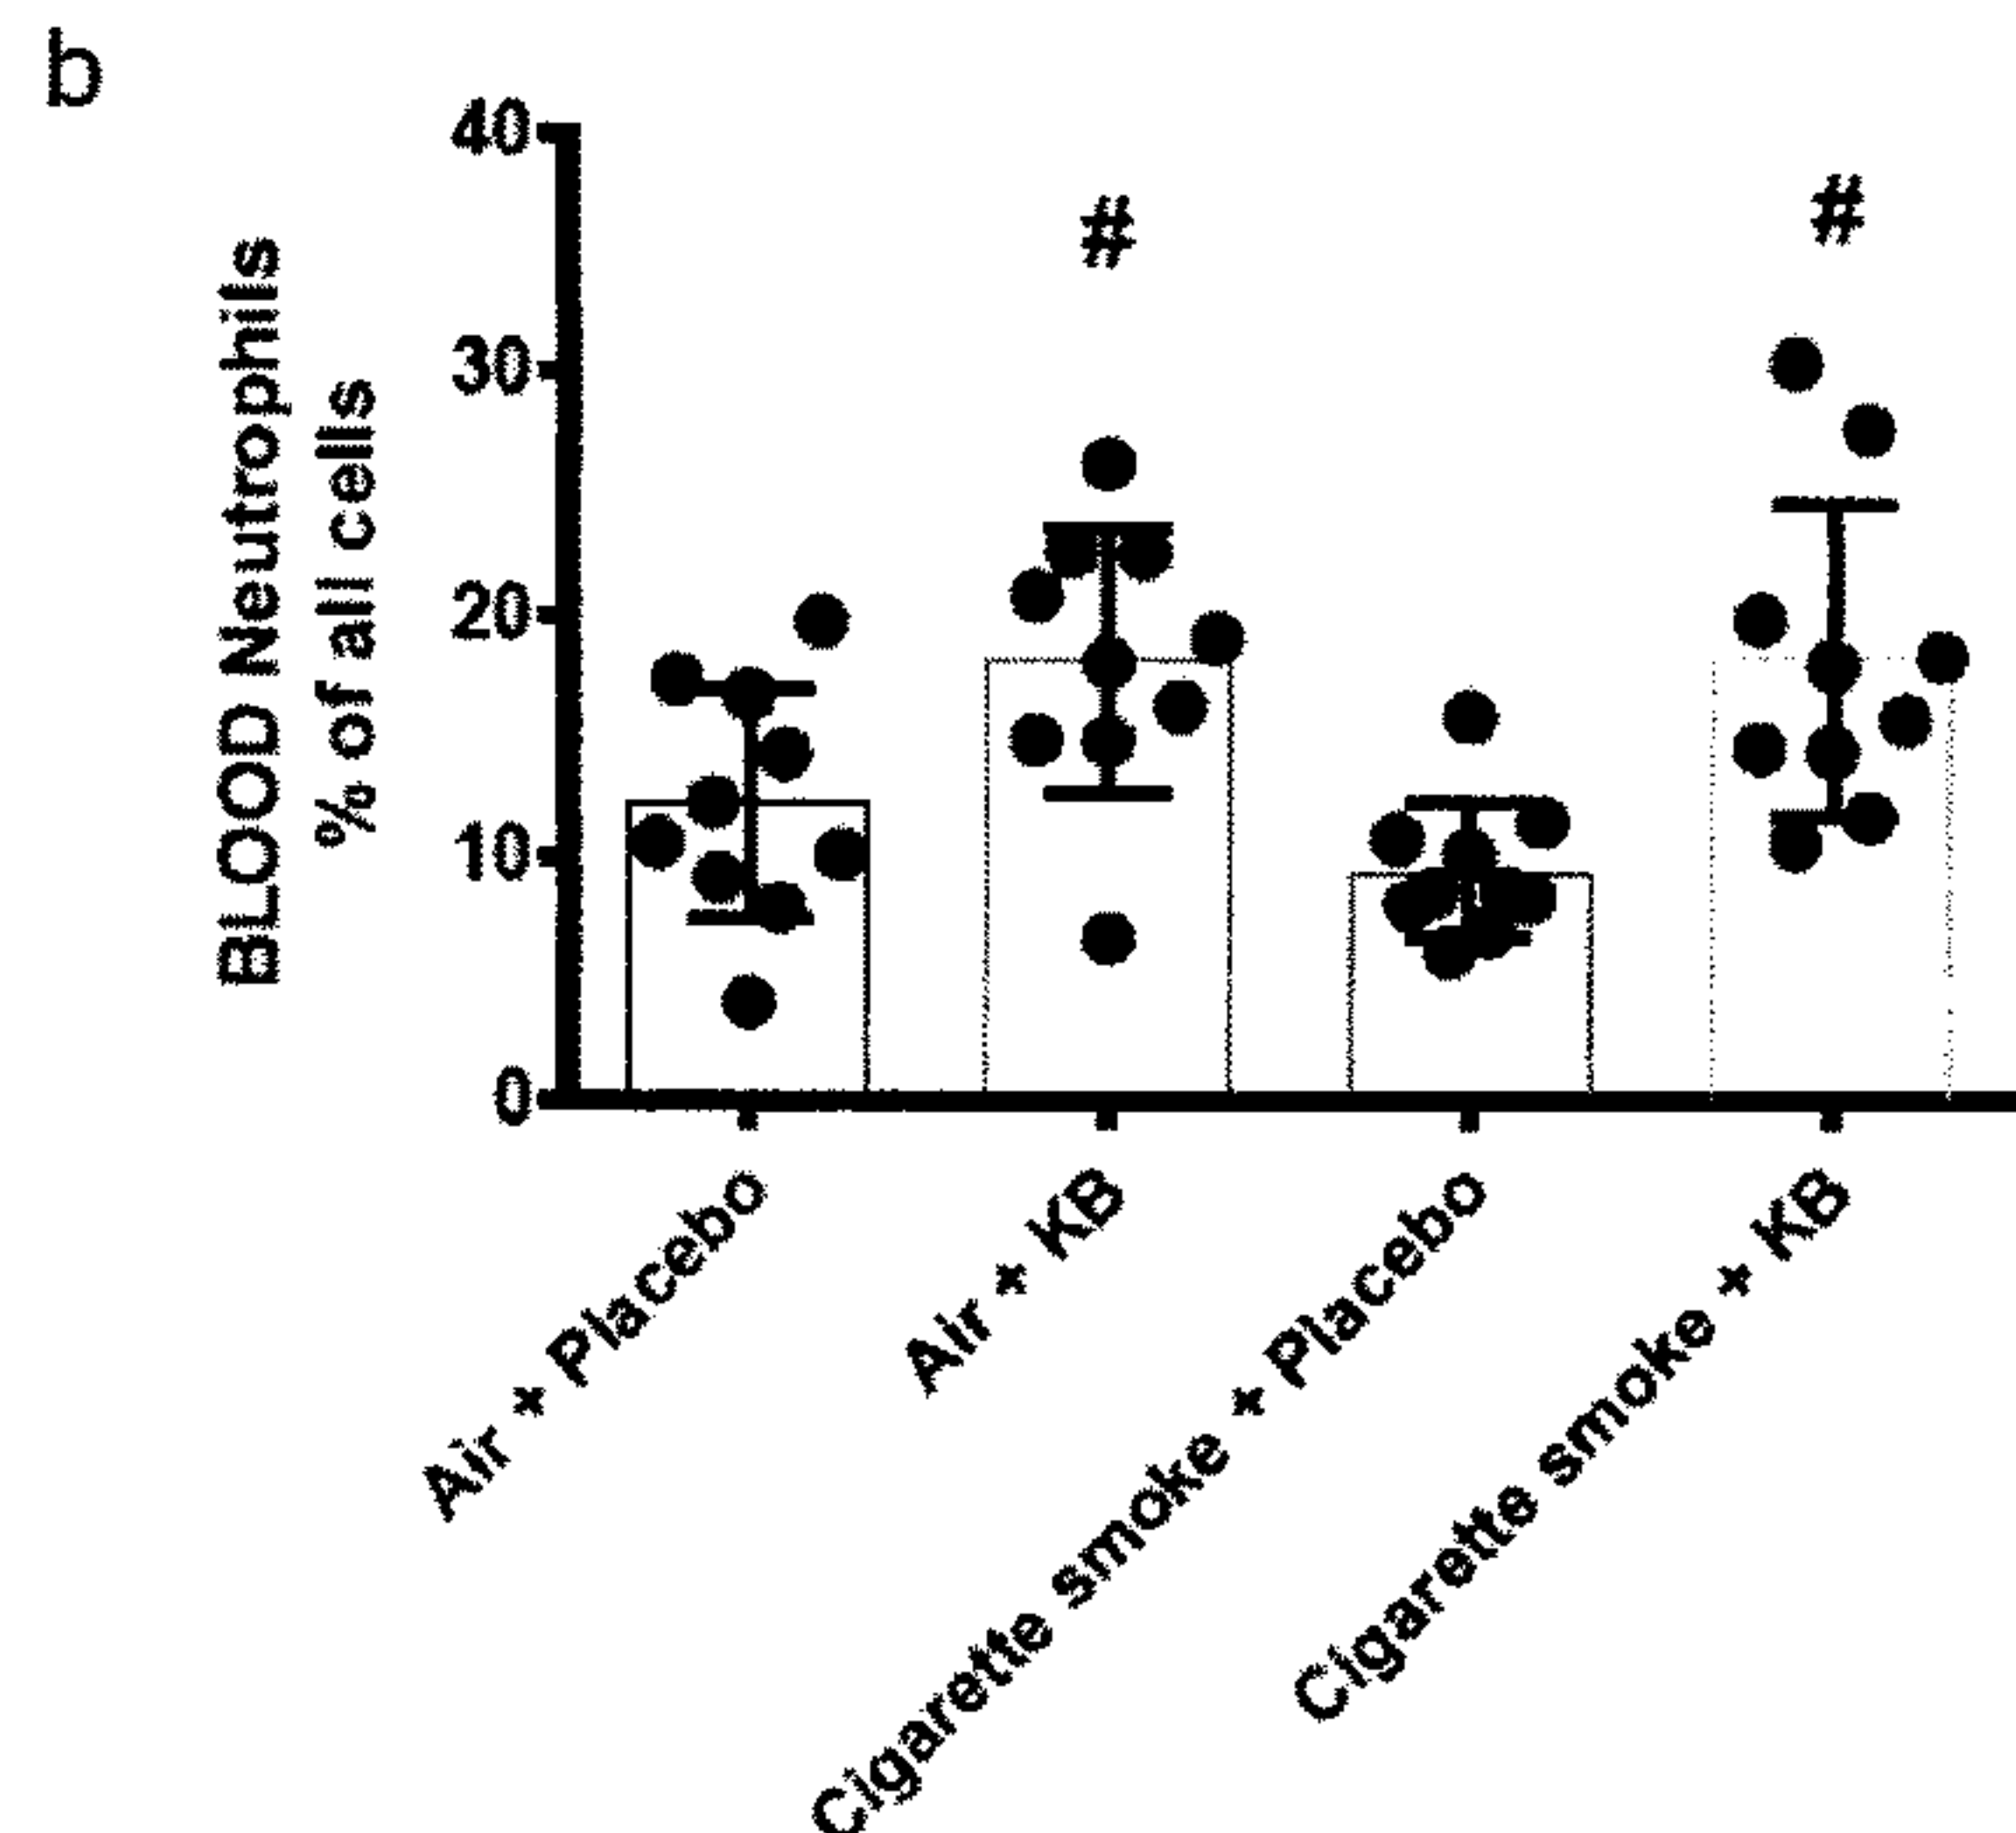 b
BLOOD Neutrophils
% of all cells
40
30
20
10
0
#
#
Air + Placebo
Air + KB
Cigarette smoke + Placebo
Cigarette smoke + KB